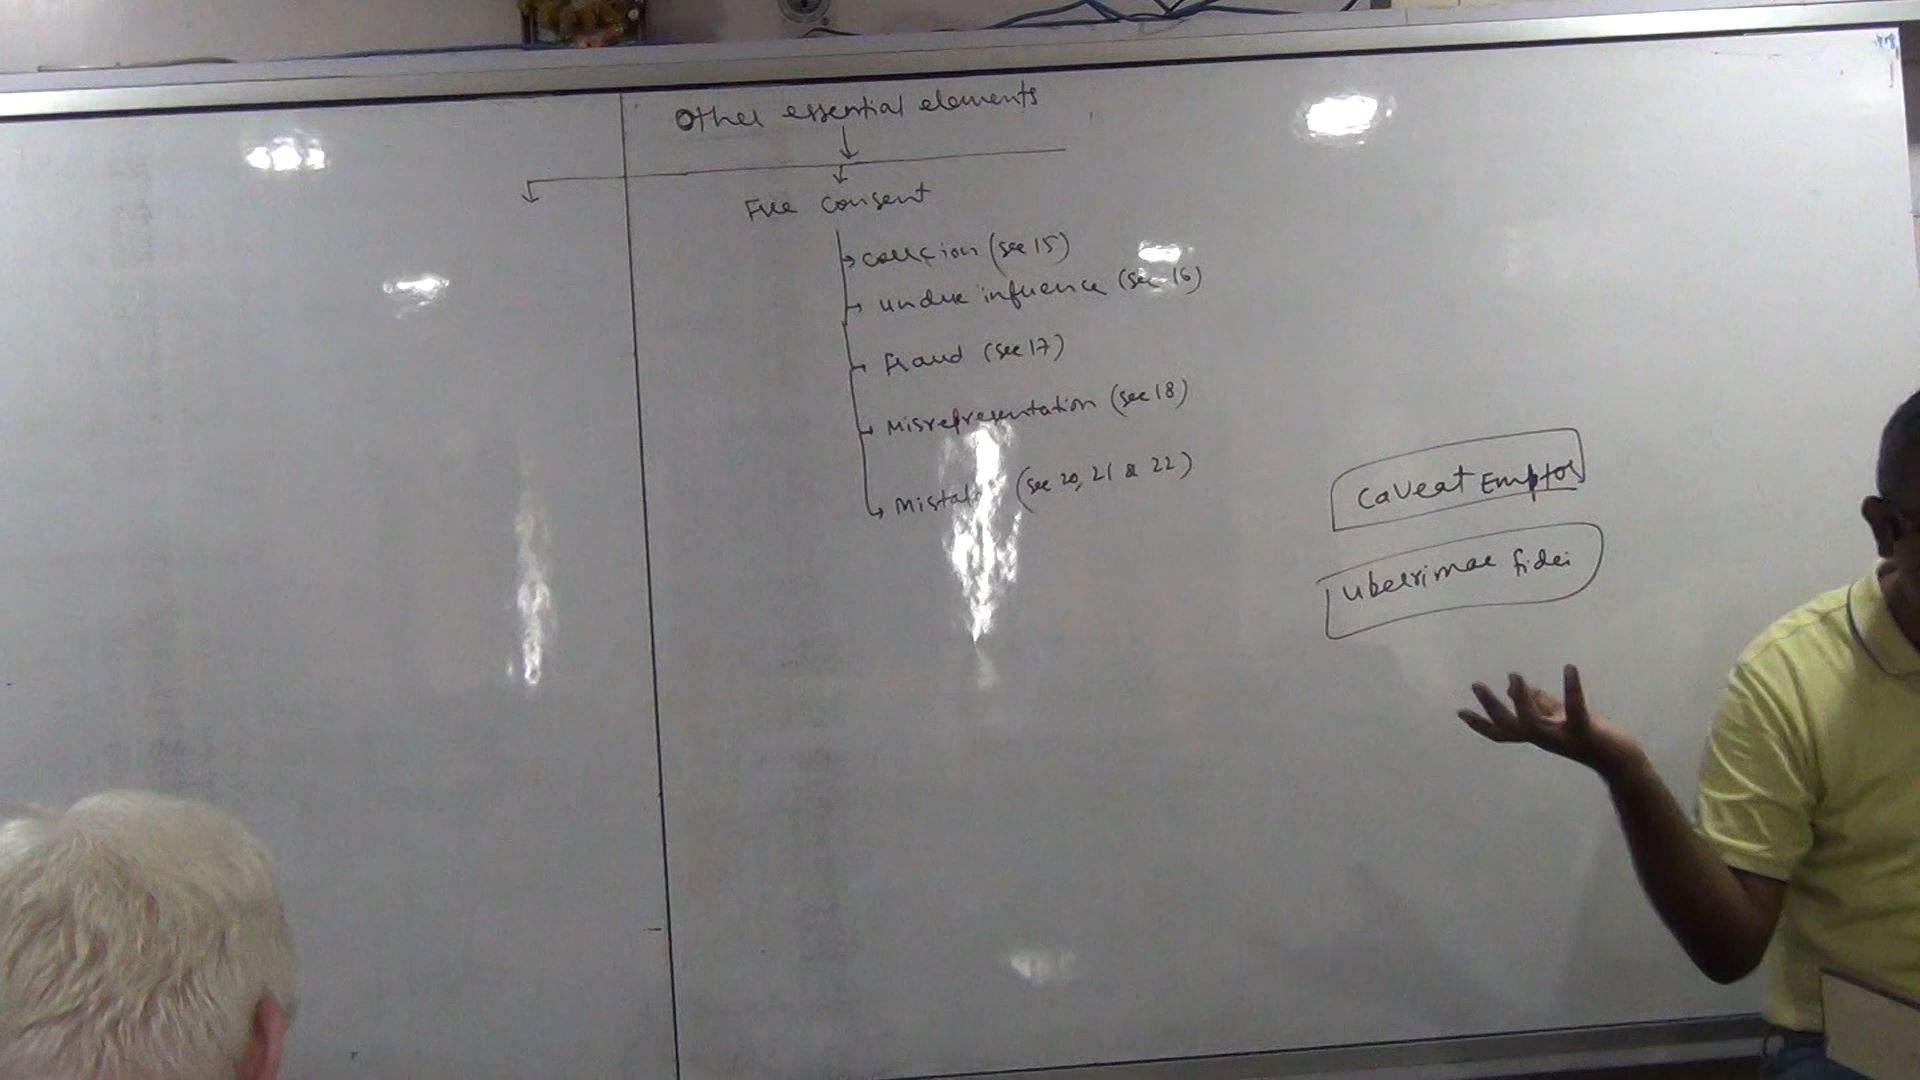 Other essential elements
Free consent
coercion (sec 15)
undue influence (sec 16)
Fraud (sec 17)
Misrepresentation (sec 18)
Mistake (sec 20, 21 & 22)
Caveat Emptor
uberrimae fidei